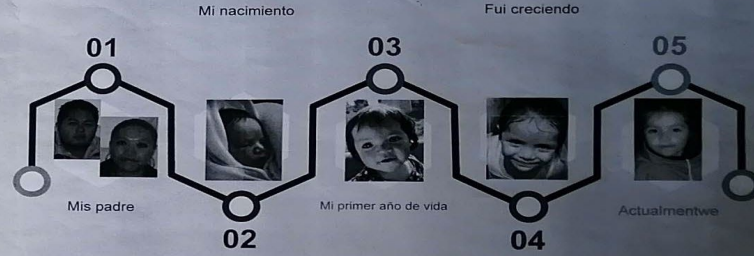 Mi nacimiento
Fui creciendo
01
03
05
Mis padre
Mi primer año de vida
Actualmentwe
02
04